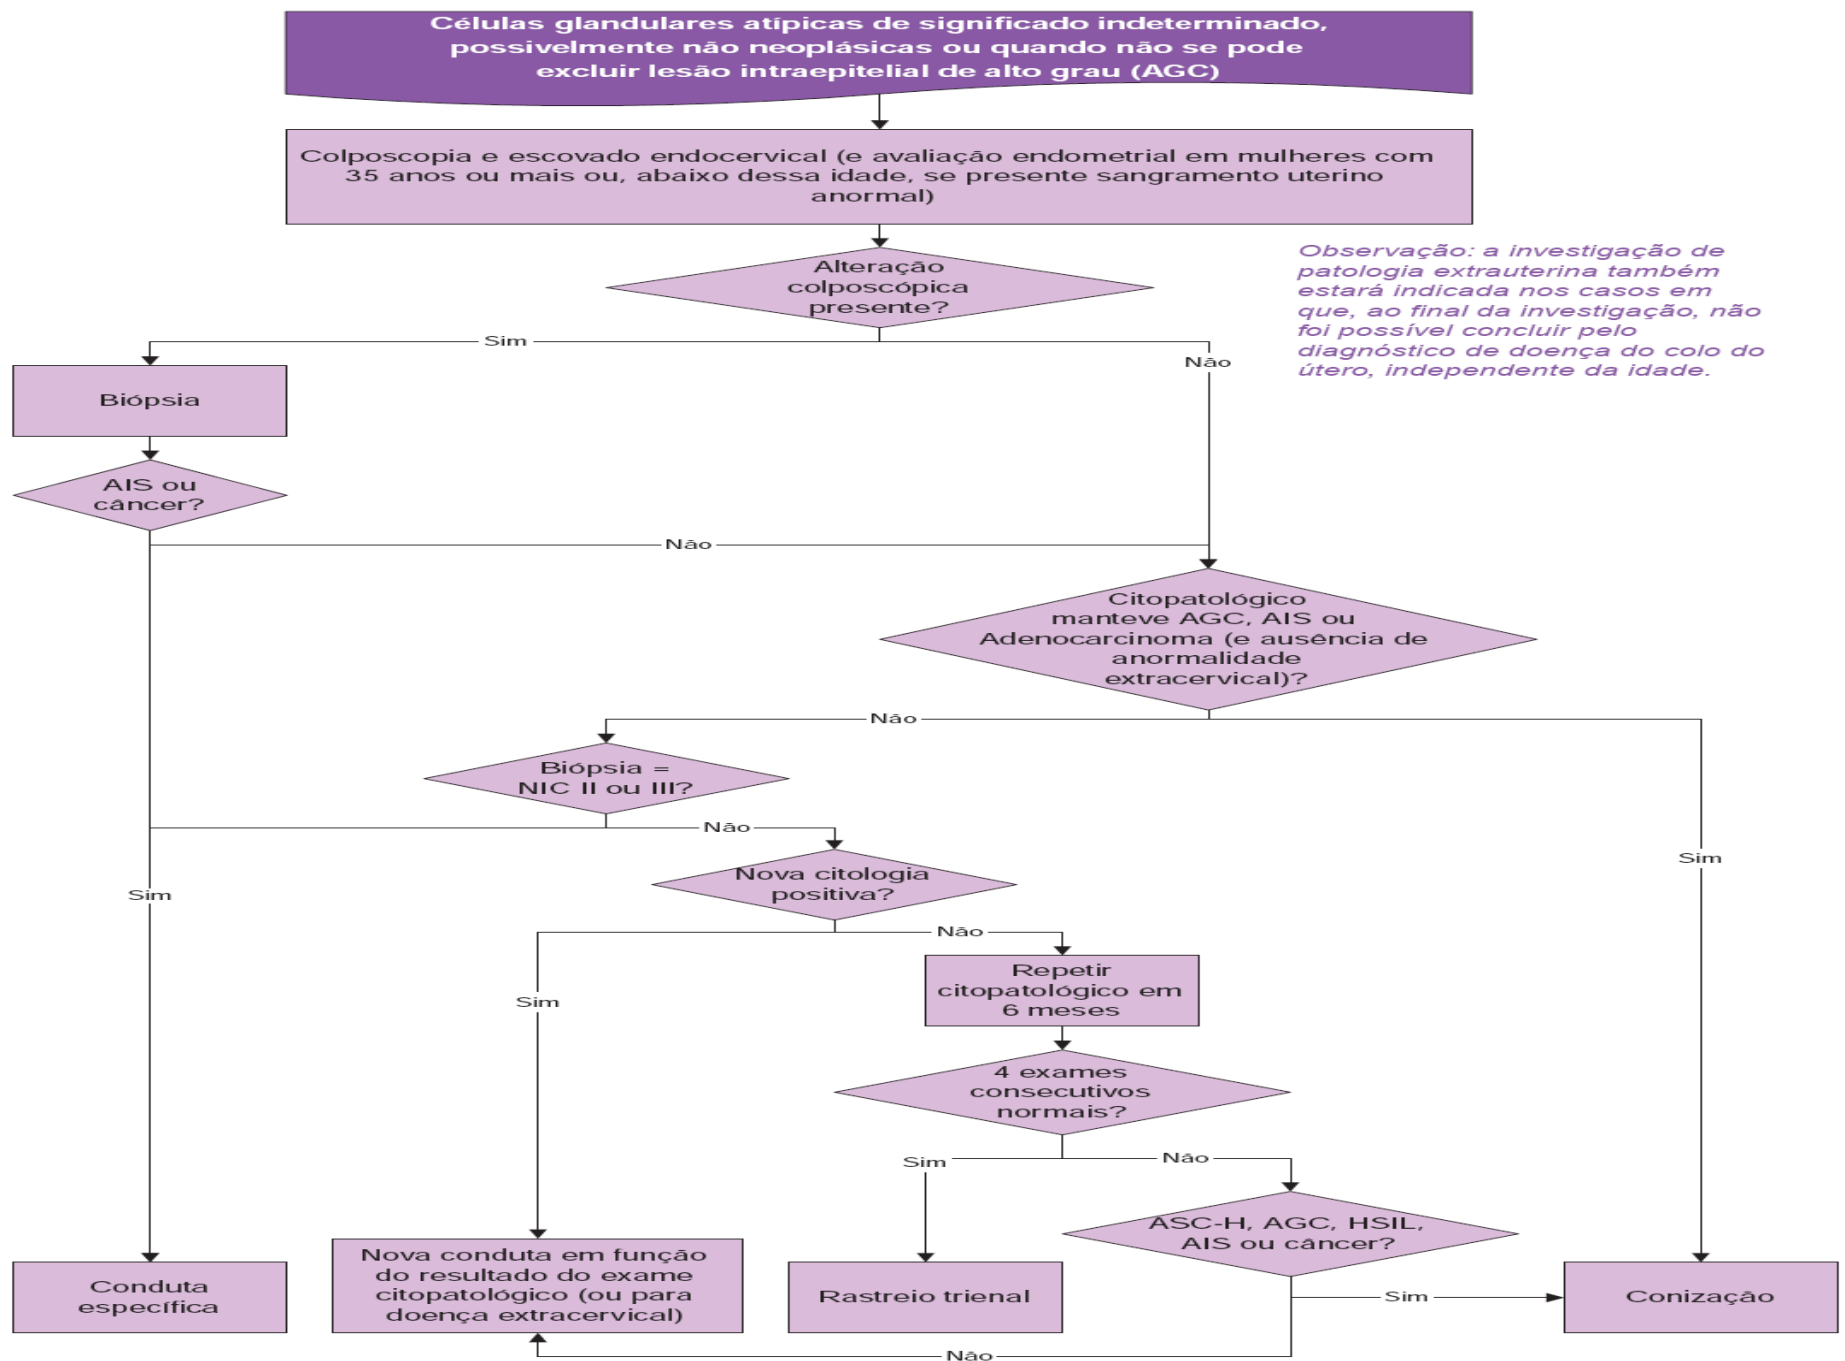 Células glandulares atípicas de significado indeterminado,
possivelmente não neoplásicas ou quando não se pode
excluir lesão intraepitelial de alto grau (AGC)
Colposcopia e escovado endocervical (e avaliação endometrial em mulheres com
35 anos ou mais ou, abaixo dessa idade, se presente sangramento uterino
anormal)
Observação: a investigação de
patologia extrauterina também
estará indicada nos casos em
que, ao final da investigação, não
foi possível concluir pelo
diagnóstico de doença do colo do
útero, independente da idade.
Alteração
colposcópica
presente?
Sim
Não
Biópsia
AIS ou
câncer?
Não
Citopatológico
manteve AGC, AIS ou
Adenocarcinoma (e ausência de
anormalidade
extracervical)?
Não
Biópsia =
NIC II ou III?
Não
Sim
Nova citologia
positiva?
Sim
Não
Sim
Repetir
citopatológico em
6 meses
4 exames
consecutivos
normais?
Sim
Não
ASC-H, AGC, HSIL,
AIS ou câncer?
Conduta
específica
Nova conduta em função
do resultado do exame
citopatológico (ou para
doença extracervical)
Rastreio trienal
Sim
Conização
Não